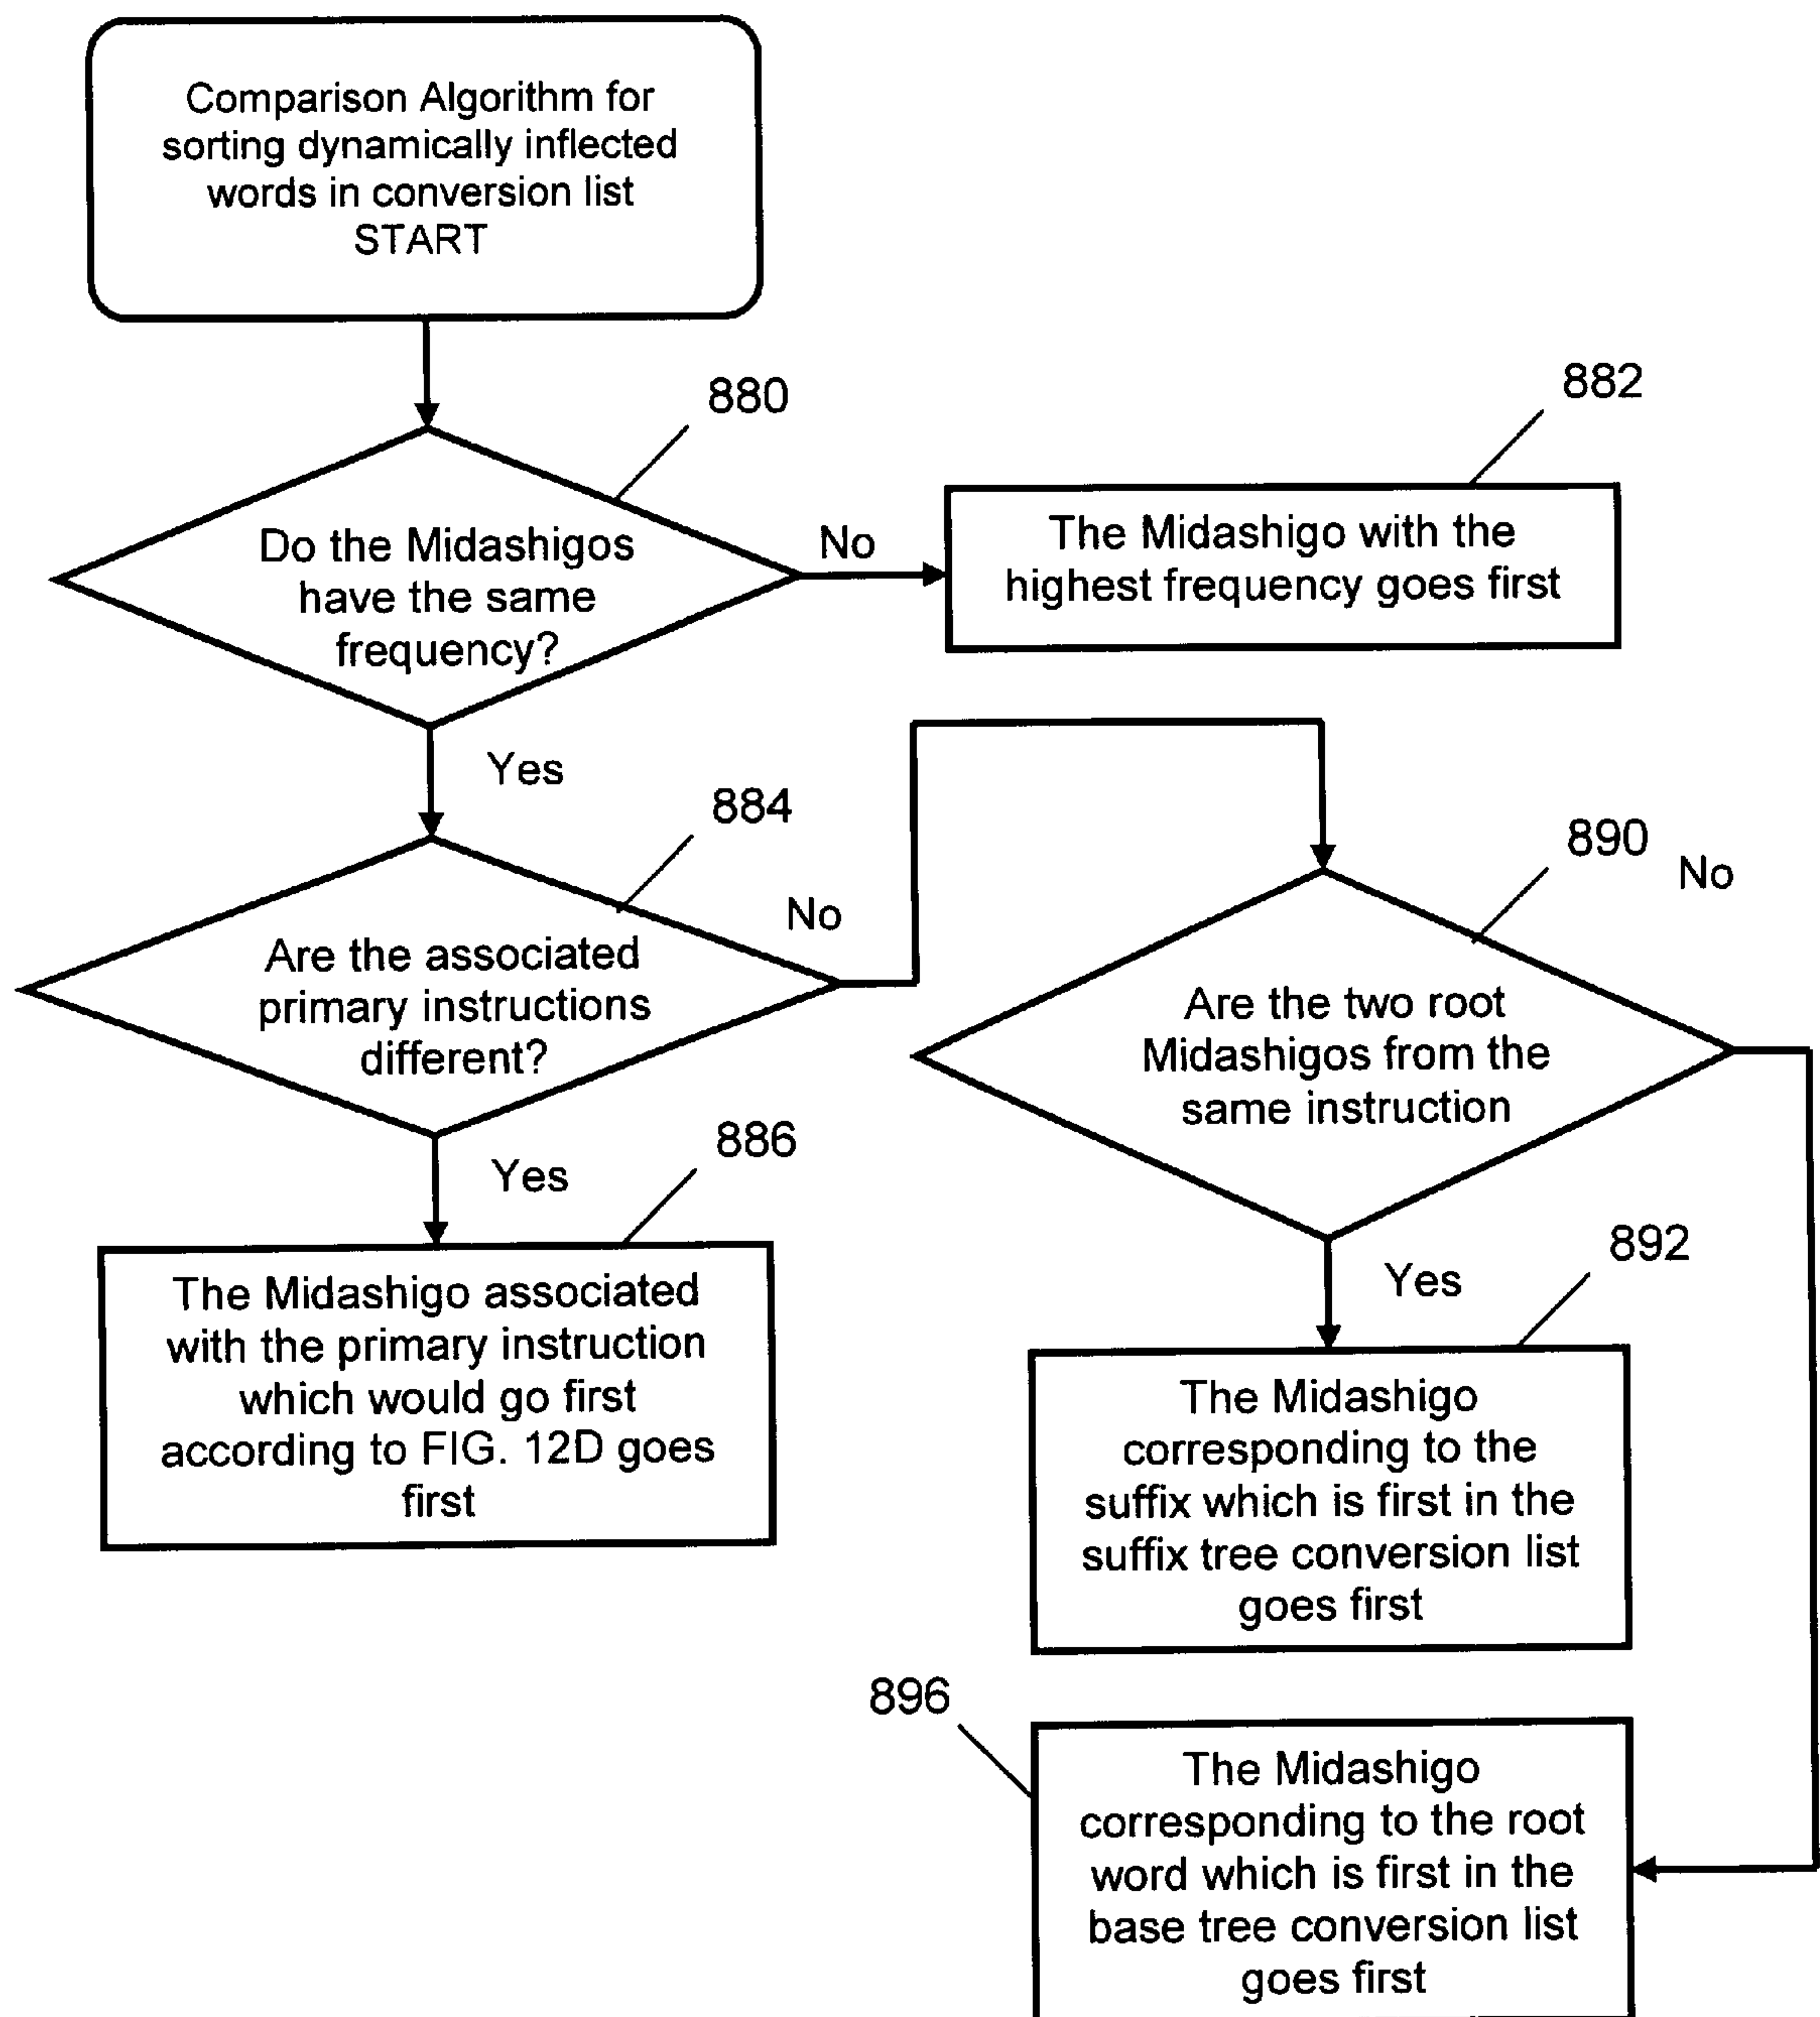 Comparison Algorithm for
sorting dynamically inflected
words in conversion list
START
880
882
Do the Midashigos
have the same
frequency?
No
The Midashigo with the
highest frequency goes first
Yes
884
890
No
No
Are the associated
primary instructions
different?
Are the two root
Midashigos from the
same instruction
886
Yes
892
Yes
The Midashigo associated
with the primary instruction
which would go first
according to FIG. 12D goes
first
The Midashigo
corresponding to the
suffix which is first in the
suffix tree conversion list
goes first
896
The Midashigo
corresponding to the root
word which is first in the
base tree conversion list
goes first